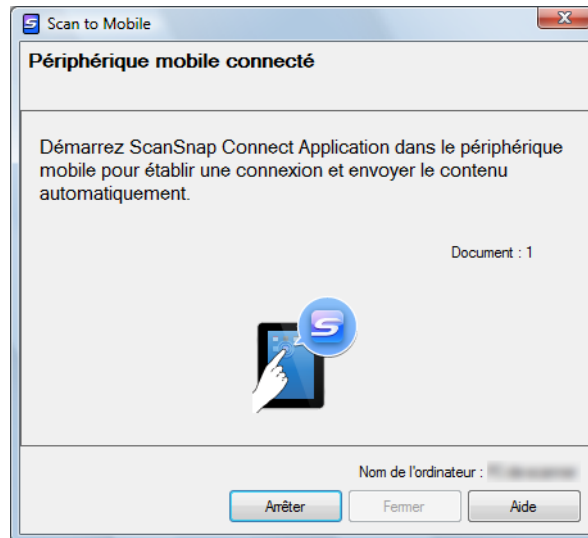 Scan to Mobile
Périphérique mobile connecté
Démarrez ScanSnap Connect Application dans le périphérique
mobile pour établir une connexion et envoyer le contenu
automatiquement.
Document : 1
Nom de l'ordinateur :
Arrêter
Fermer
Aide